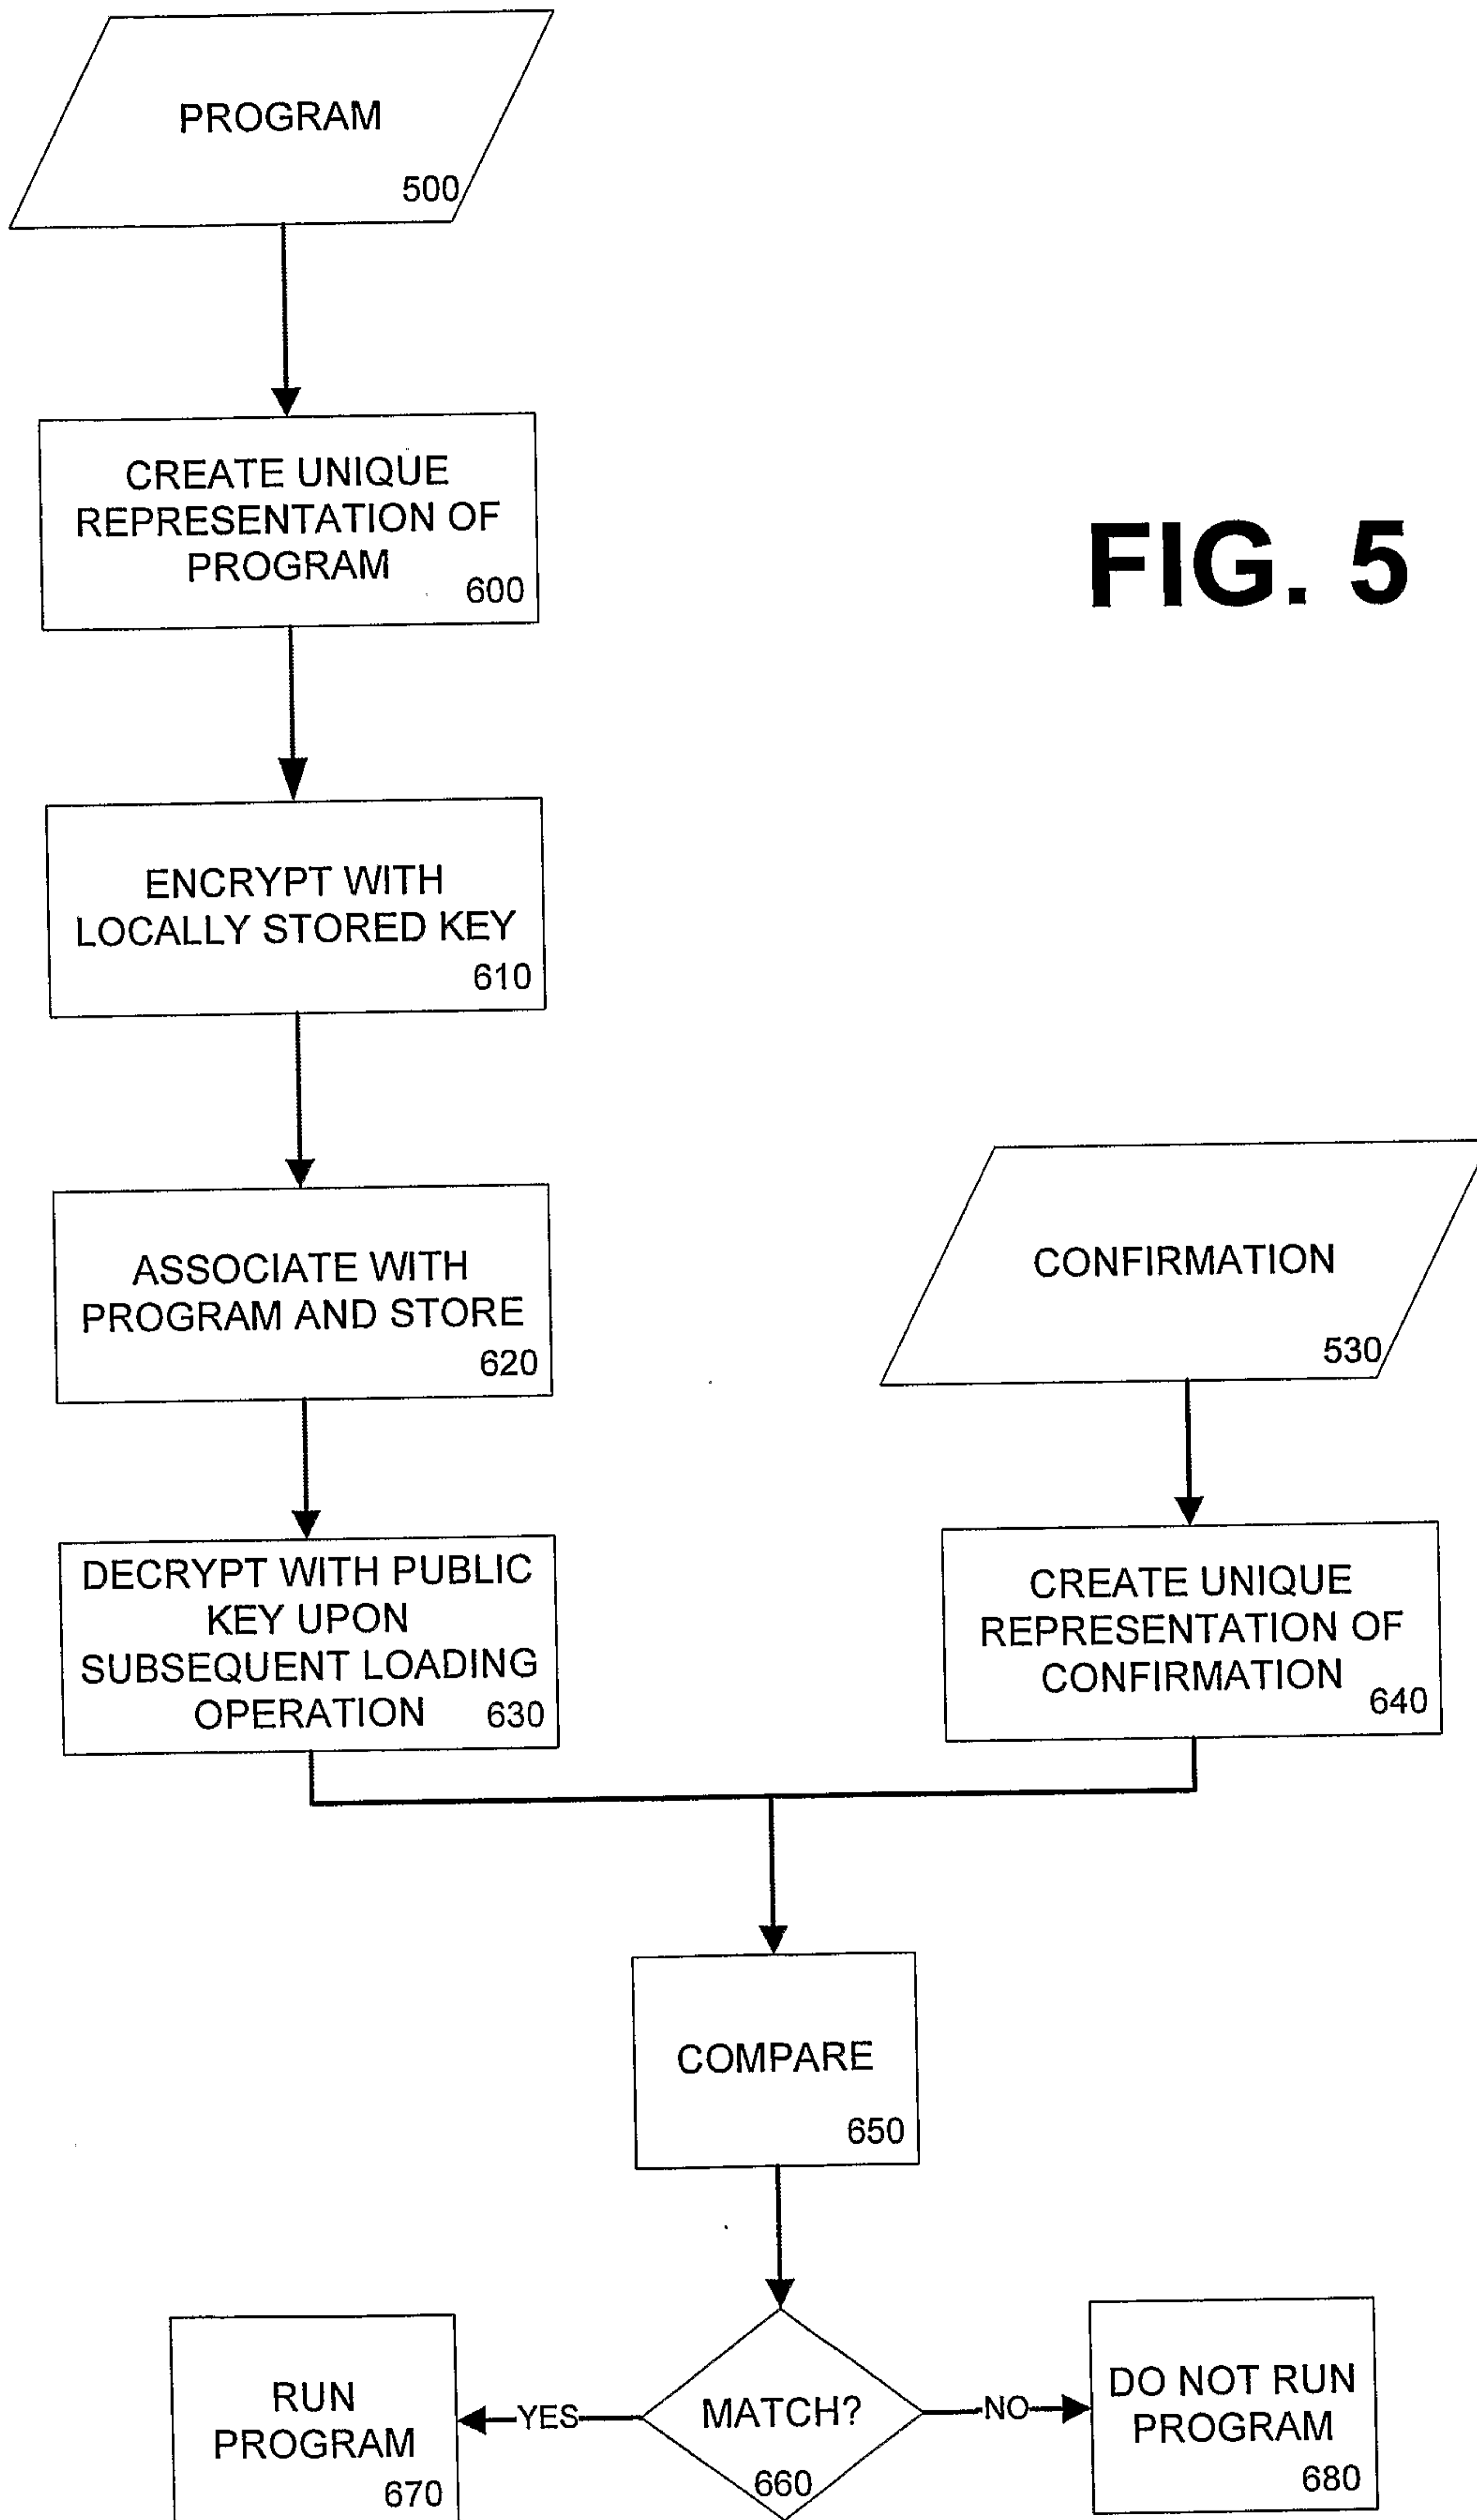 PROGRAM
500
CREATE UNIQUE
REPRESENTATION OF
PROGRAM
600
FIG. 5
ENCRYPT WITH
LOCALLY STORED KEY
610
ASSOCIATE WITH
PROGRAM AND STORE
620
CONFIRMATION
530
DECRYPT WITH PUBLIC
KEY UPON
SUBSEQUENT LOADING
OPERATION
630
CREATE UNIQUE
REPRESENTATION OF
CONFIRMATION
640
COMPARE
650
RUN
PROGRAM
670
YES
MATCH?
660
NO
DO NOT RUN
PROGRAM
680